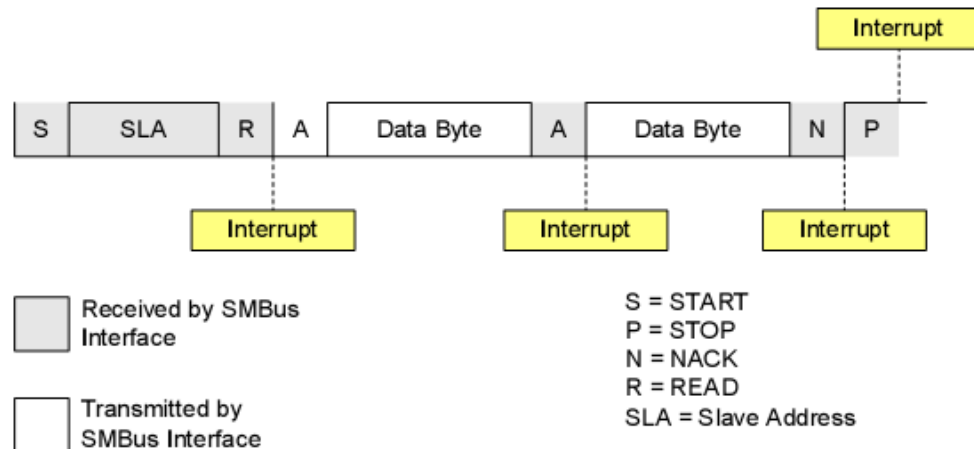 Interrupt
S SLA R A Data Byte A Data Byte N P
Interrupt Interrupt Interrupt
Received by SMBus
Interface
Transmitted by
SMBus Interface
S = START
P = STOP
N = NACK
R = READ
SLA = Slave Address